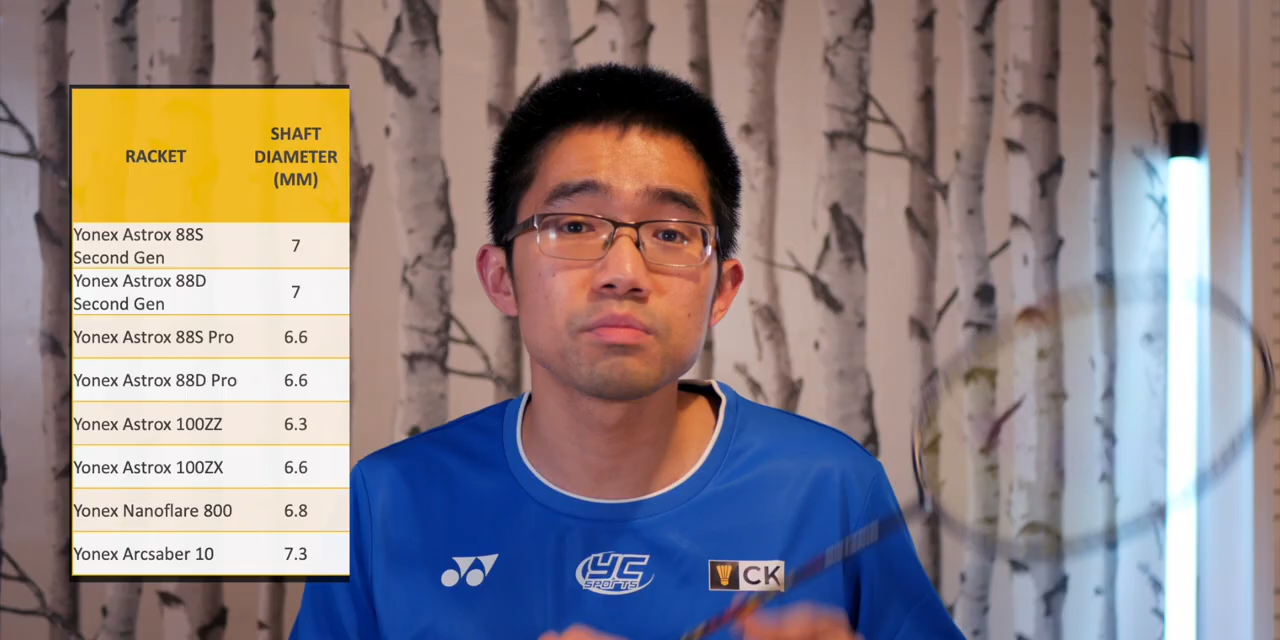 RACKET
SHAFT
DIAMETER
(MM)
Yonex Astrox 88S
Second Gen
7
Yonex Astrox 88D
Second Gen
7
Yonex Astrox 88S Pro 6.6
Yonex Astrox 88D Pro 6.6
Yonex Astrox 100ZZ 6.3
Yonex Astrox 100ZX 6.6
Yonex Nanoflare 800 6.8
Yonex Arcsaber 10 7.3
YC
SPORTS
CK